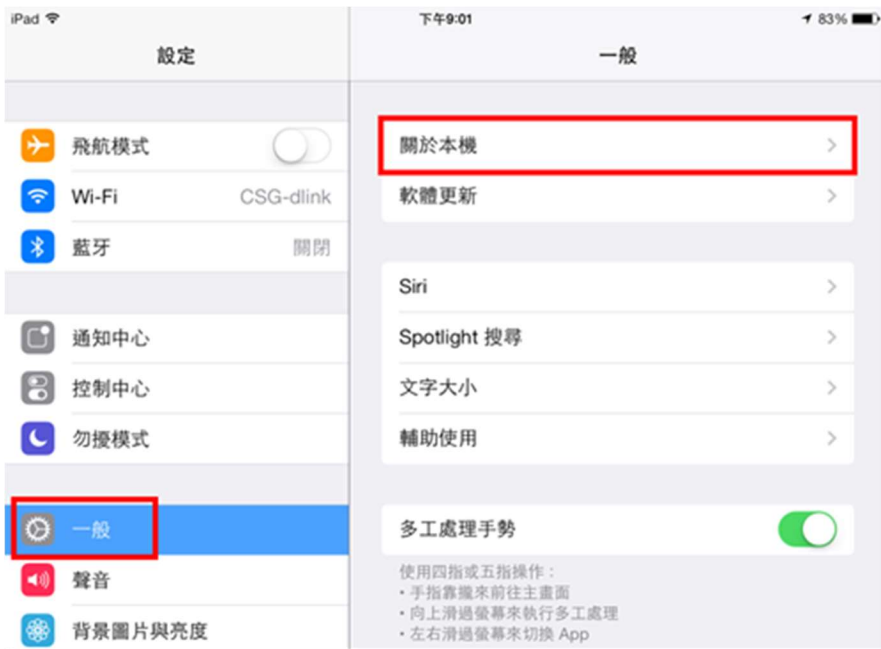 iPad
下午9:01
83%
設定
一般
飛航模式
Wi-Fi
CSG-dlink
藍牙
關閉
通知中心
控制中心
勿擾模式
一般
聲音
背景圖片與亮度
關於本機
軟體更新
Siri
Spotlight 搜尋
文字大小
輔助使用
多工處理手勢
使用四指或五指操作：
• 手指靠攏來前往主畫面
• 向上滑過螢幕來執行多工處理
• 左右滑過螢幕來切換 App